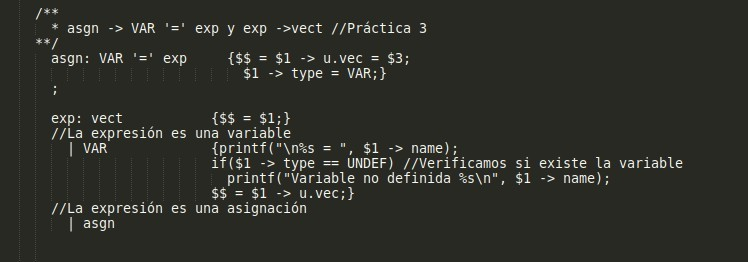 /**
* asgn -> VAR '=' exp y exp ->vect //Práctica 3
**/
asgn: VAR '=' exp     {$$ = $1 -> u.vec = $3;
$1 -> type = VAR;}
;
exp: vect           {$$ = $1;}
//La expresión es una variable
| VAR             {printf("\n%s = ", $1 -> name);
if($1 -> type == UNDEF) //Verificamos si existe la variable
printf("Variable no definida %s\n", $1 -> name);
$$ = $1 -> u.vec;}
//La expresión es una asignación
| asgn